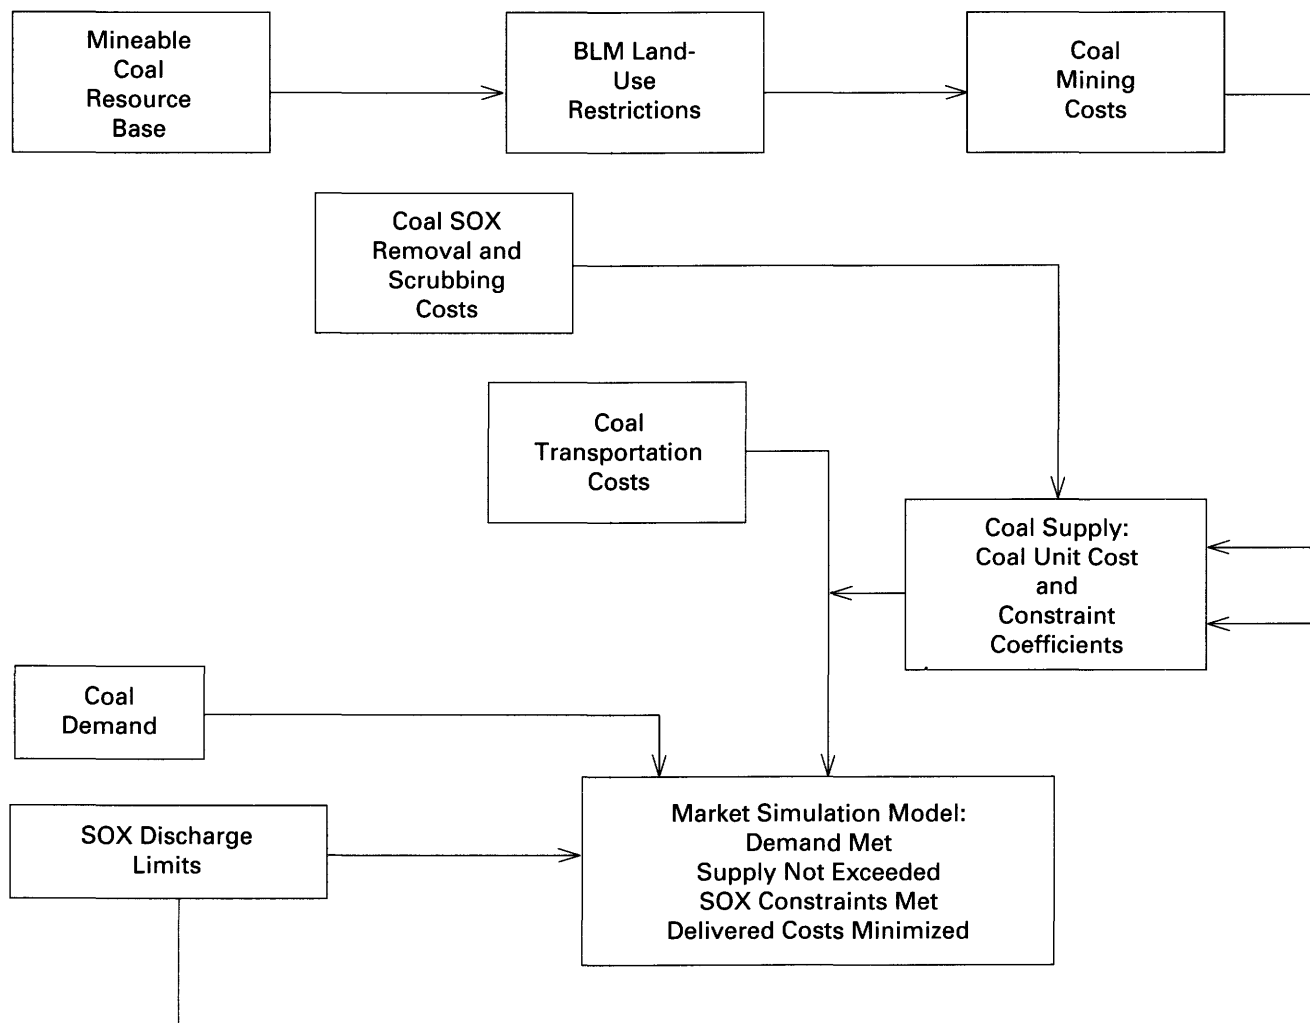 Mineable
Coal
Resource
Base
BLM Land-
Use
Restrictions
Coal
Mining
Costs
Coal SOX
Removal and
Scrubbing
Costs
Coal
Transportation
Costs
Coal Supply:
Coal Unit Cost
and
Constraint
Coefficients
Coal
Demand
SOX Discharge
Limits
Market Simulation Model:
Demand Met
Supply Not Exceeded
SOX Constraints Met
Delivered Costs Minimized